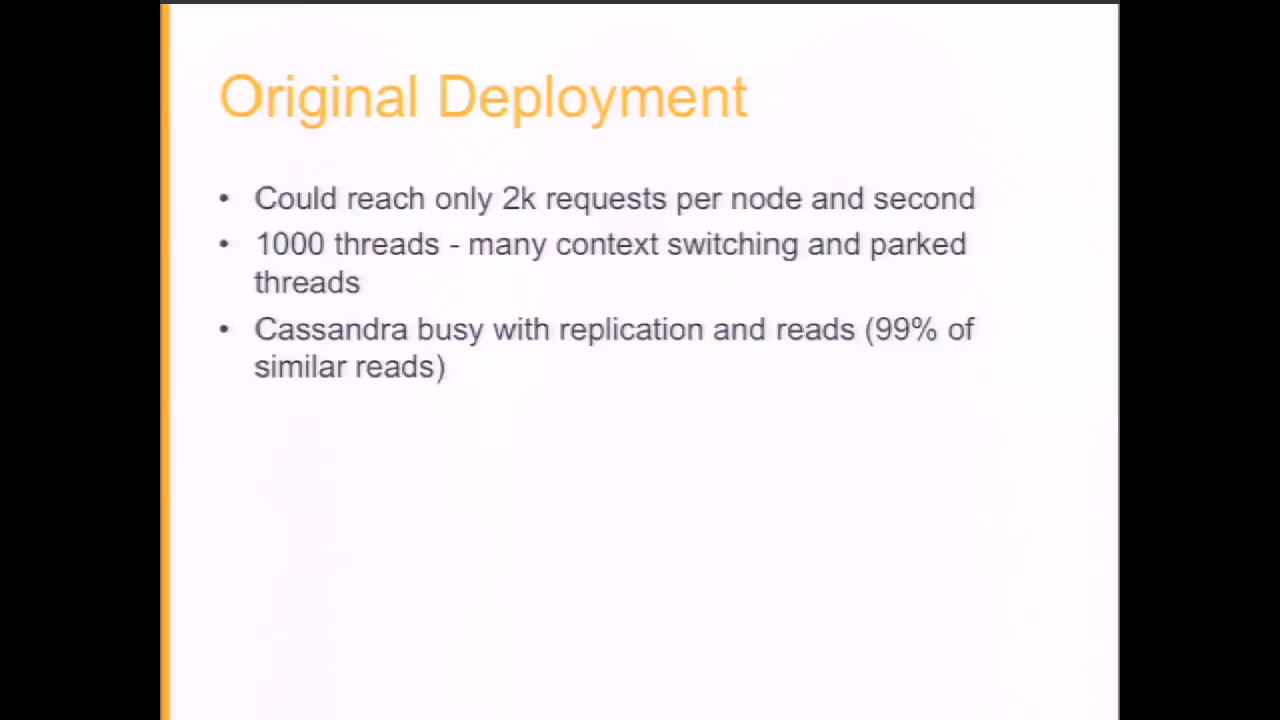 Original Deployment
• Could reach only 2k requests per node and second
• 1000 threads - many context switching and parked
threads
• Cassandra busy with replication and reads (99% of
similar reads)